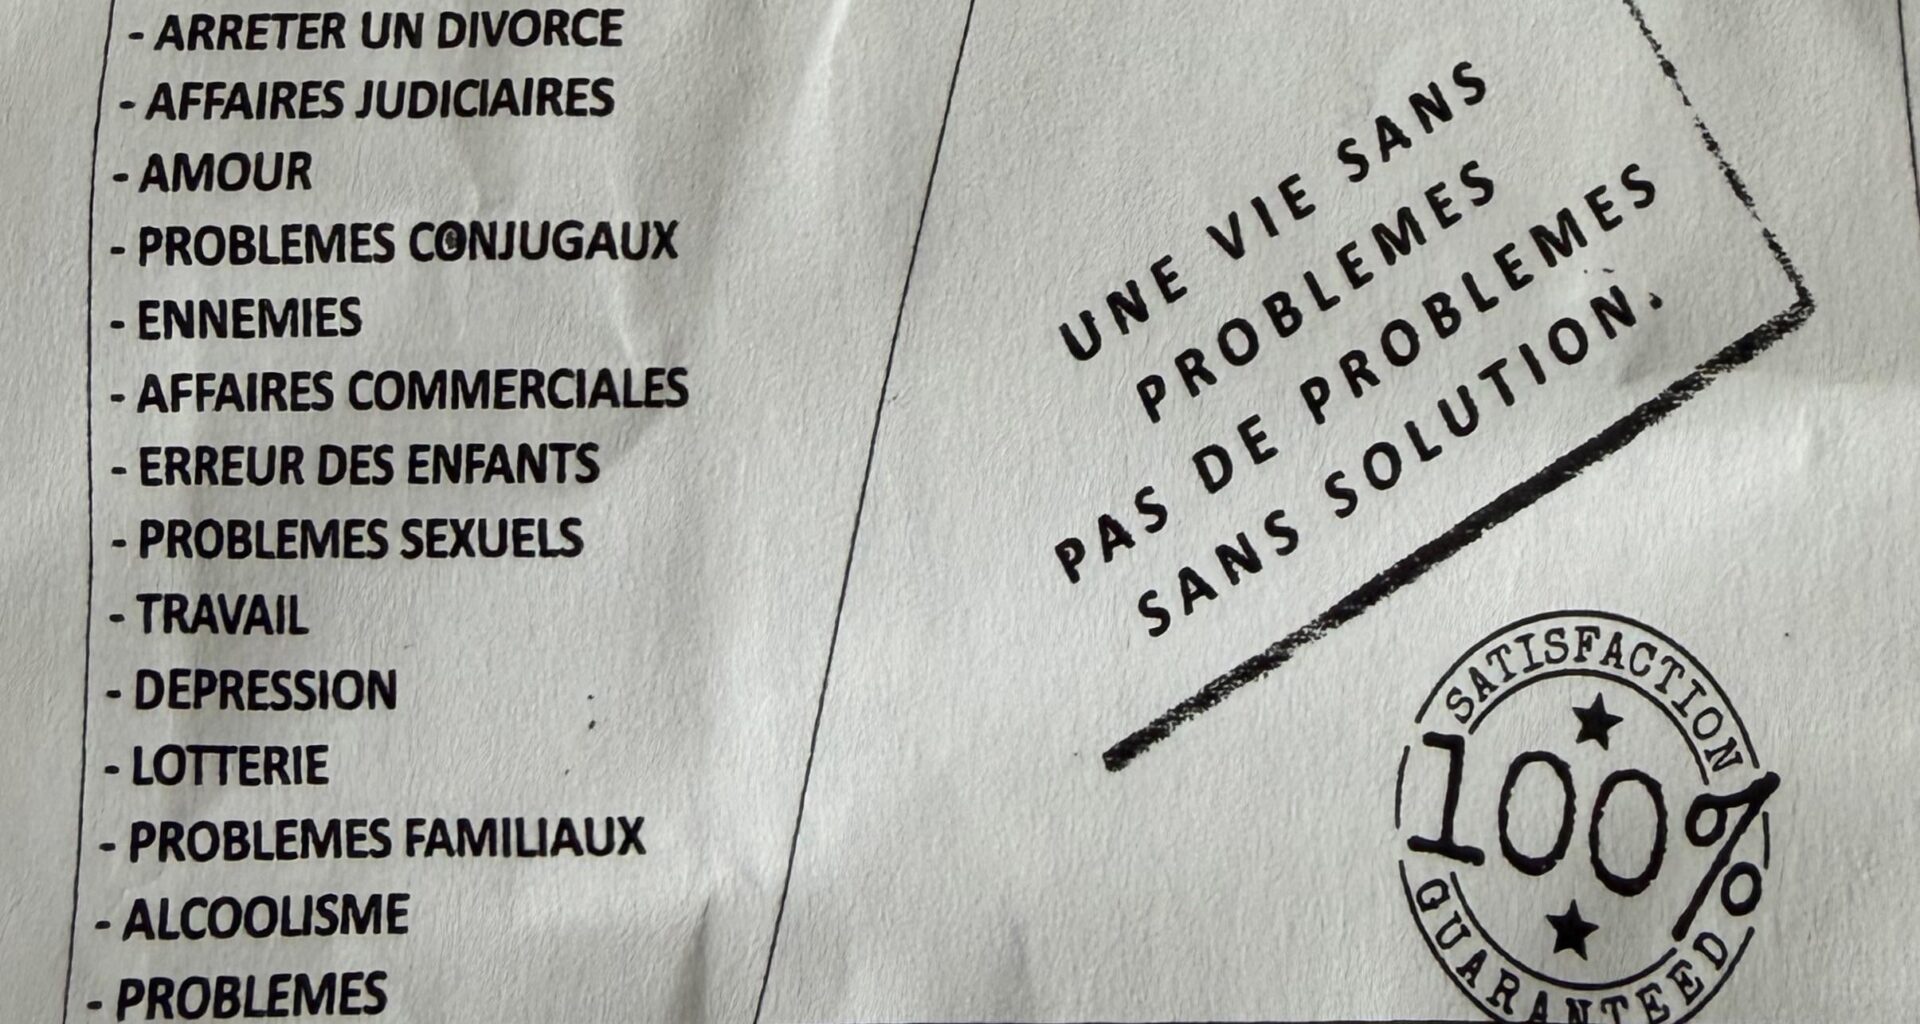 - ARRETER UN DIVORCE
- AFFAIRES JUDICIAIRES
- AMOUR
- PROBLEMES CONJUGAUX
- ENNEMIES
- AFFAIRES COMMERCIALES
- ERREUR DES ENFANTS
- PROBLEMES SEXUELS
- TRAVAIL
- DEPRESSION
- LOTTERIE
- PROBLEMES FAMILIAUX
- ALCOOLISME
- PROBLEMES
UNE VIE SANS
PROBLEMES
PAS DE PROBLEMES
SANS SOLUTION.
SATISFACTION
100%
GUARANTEED